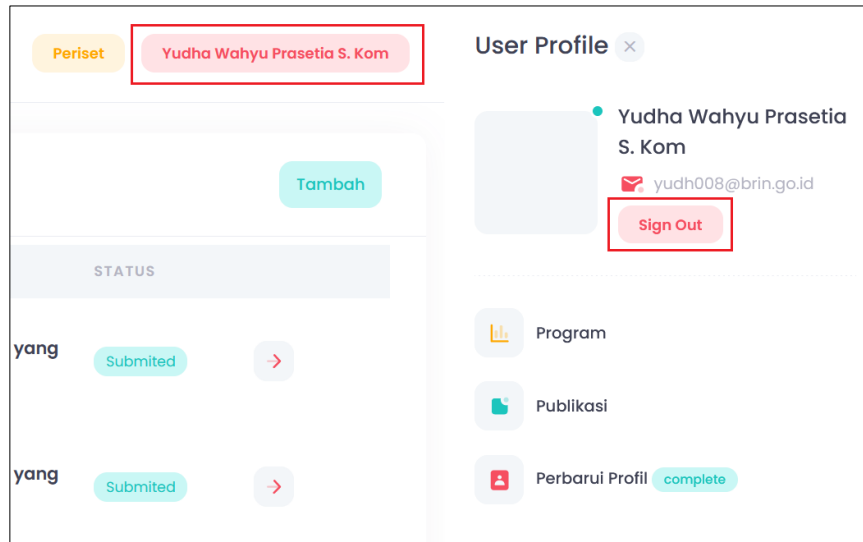 Periset
Yudha Wahyu Prasetia S. Kom
Tambah
STATUS
yang
Submited
yang
Submited
User Profile
Yudha Wahyu Prasetia
S. Kom
yudh008@brin.go.id
Sign Out
Program
Publikasi
Perbarui Profil complete